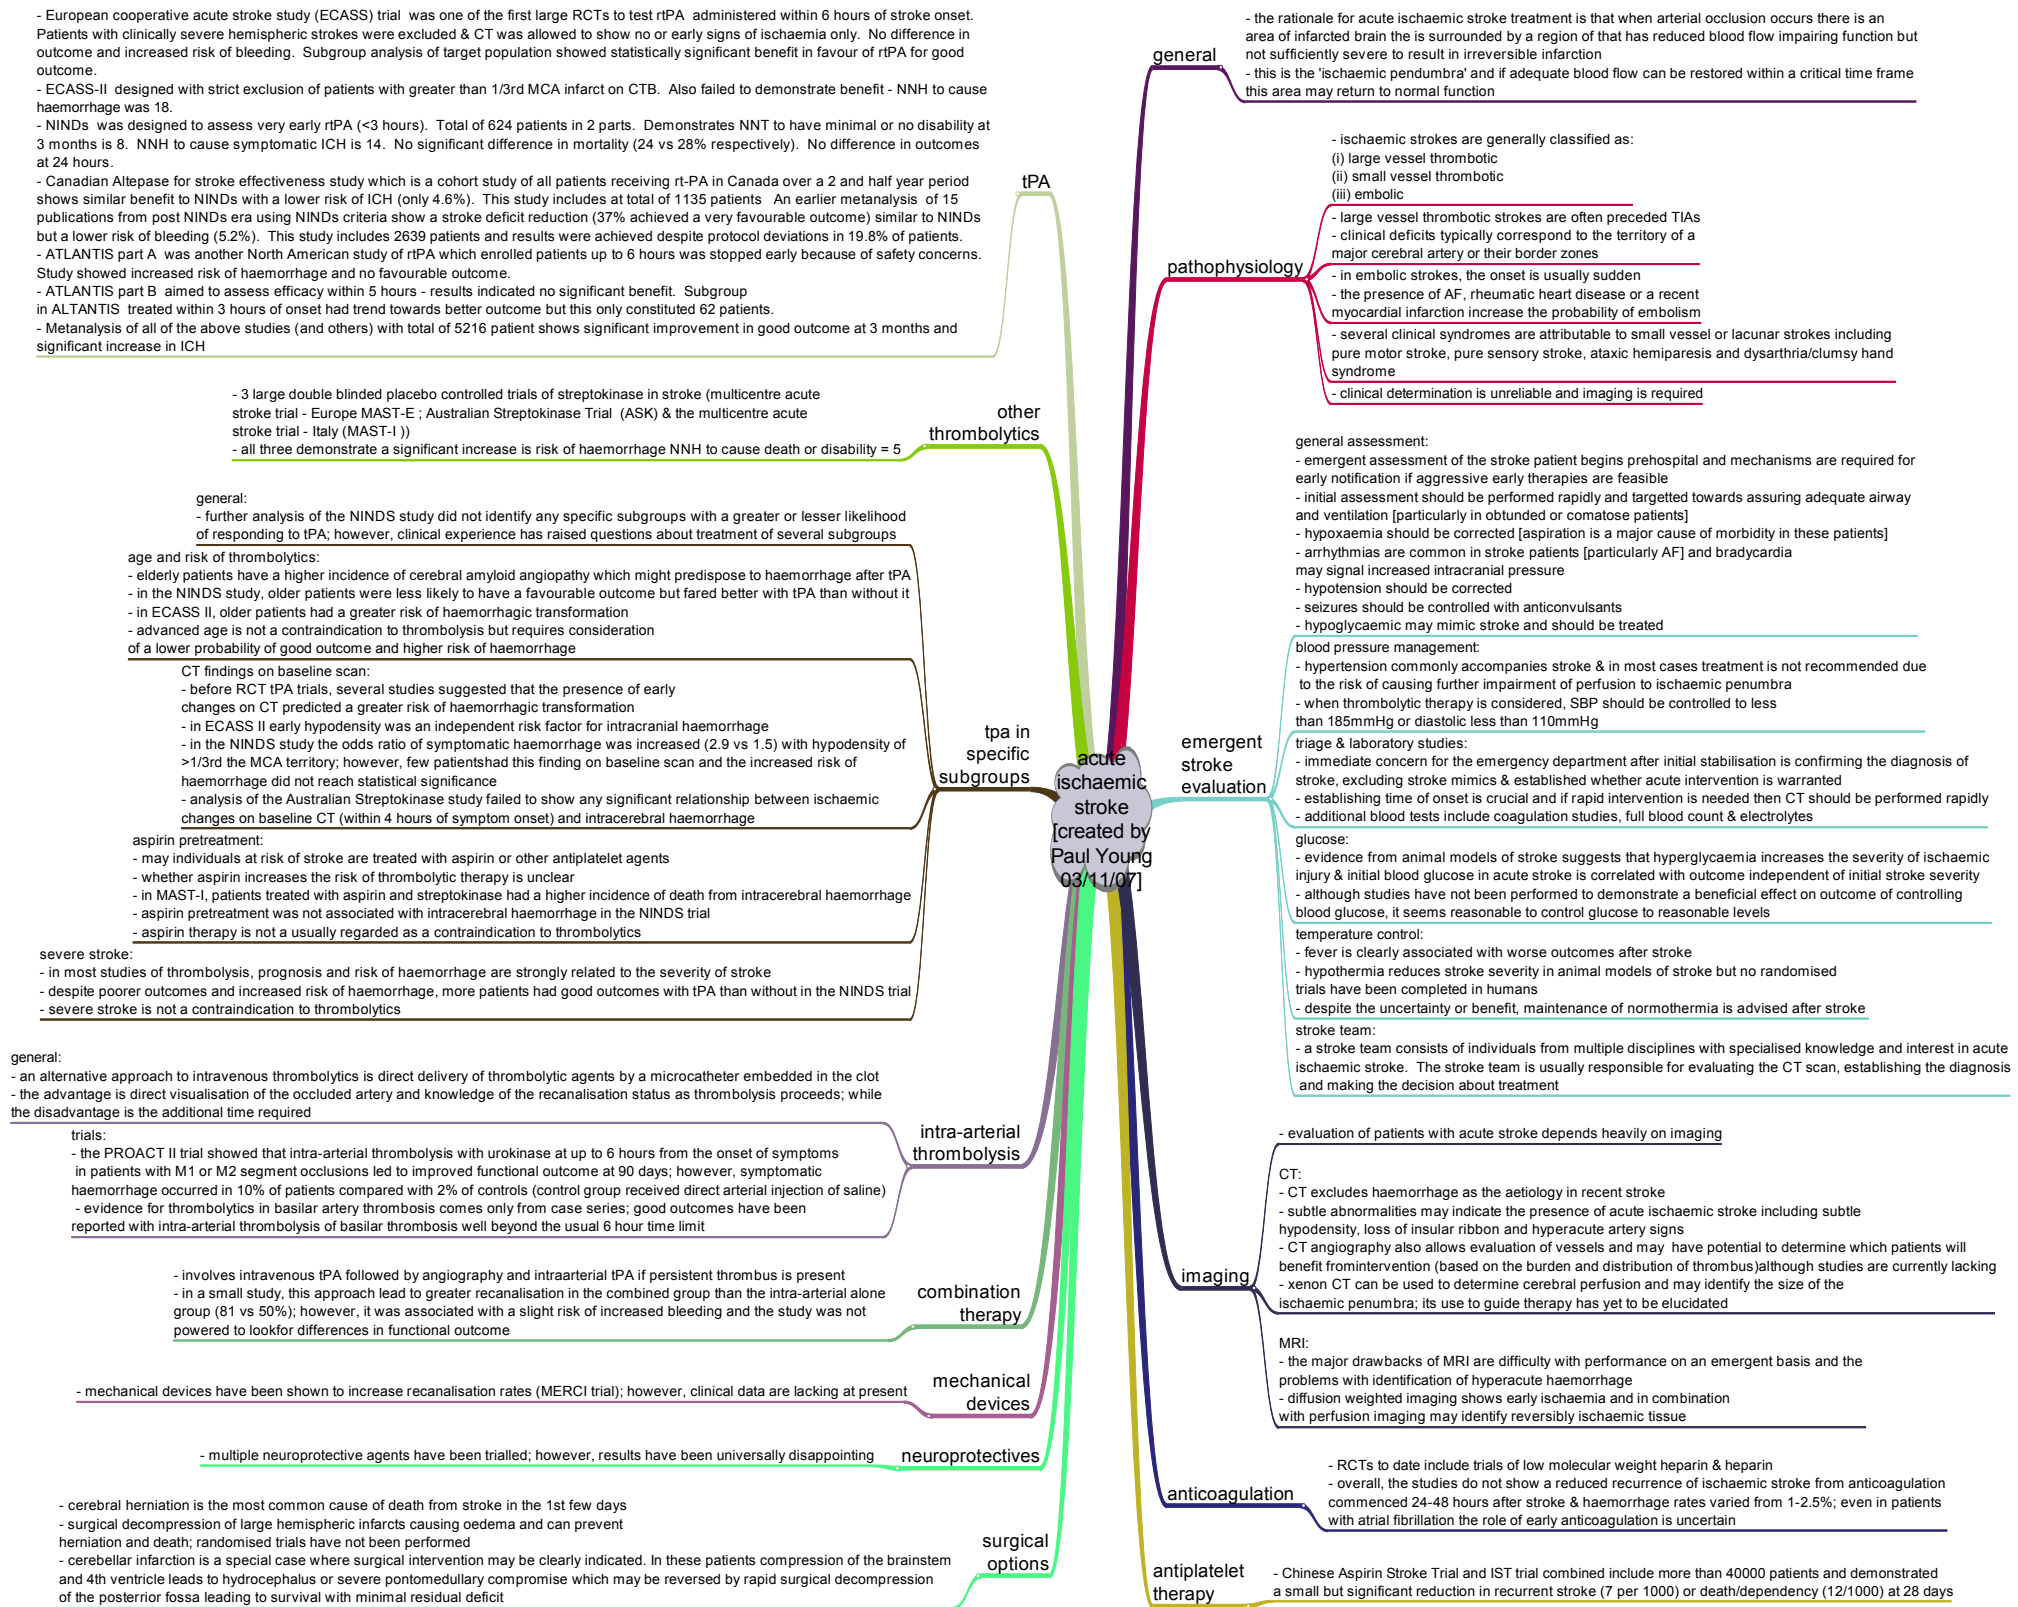 acute
ischaemic
stroke
[created by
Paul Young
03/11/07]
general
- the rationale for acute ischaemic stroke treatment is that when arterial occlusion occurs there is an
area of infarcted brain the is surrounded by a region of that has reduced blood flow impairing function but
not sufficiently severe to result in irreversible infarction
- this is the 'ischaemic pendumbra' and if adequate blood flow can be restored within a critical time frame
this area may return to normal function
pathophysiology
- ischaemic strokes are generally classified as:
(i) large vessel thrombotic
(ii) small vessel thrombotic
(iii) embolic
- large vessel thrombotic strokes are often preceded TIAs
- clinical deficits typically correspond to the territory of a
major cerebral artery or their border zones
- in embolic strokes, the onset is usually sudden
- the presence of AF, rheumatic heart disease or a recent
myocardial infarction increase the probability of embolism
- several clinical syndromes are attributable to small vessel or lacunar strokes including
pure motor stroke, pure sensory stroke, ataxic hemiparesis and dysarthria/clumsy hand
syndrome
- clinical determination is unreliable and imaging is required
emergent
stroke
evaluation
general assessment:
- emergent assessment of the stroke patient begins prehospital and mechanisms are required for
early notification if aggressive early therapies are feasible
- initial assessment should be performed rapidly and targetted towards assuring adequate airway
and ventilation [particularly in obtunded or comatose patients]
- hypoxaemia should be corrected [aspiration is a major cause of morbidity in these patients]
- arrhythmias are common in stroke patients [particularly AF] and bradycardia
may signal increased intracranial pressure
- hypotension should be corrected
- seizures should be controlled with anticonvulsants
- hypoglycaemic may mimic stroke and should be treated
blood pressure management:
- hypertension commonly accompanies stroke & in most cases treatment is not recommended due
to the risk of causing further impairment of perfusion to ischaemic penumbra
- when thrombolytic therapy is considered, SBP should be controlled to less
than 185mmHg or diastolic less than 110mmHg
triage & laboratory studies:
- immediate concern for the emergency department after initial stabilisation is confirming the diagnosis of
stroke, excluding stroke mimics & established whether acute intervention is warranted
- establishing time of onset is crucial and if rapid intervention is needed then CT should be performed rapidly
- additional blood tests include coagulation studies, full blood count & electrolytes
glucose:
- evidence from animal models of stroke suggests that hyperglycaemia increases the severity of ischaemic
injury & initial blood glucose in acute stroke is correlated with outcome independent of initial stroke severity
- although studies have not been performed to demonstrate a beneficial effect on outcome of controlling
blood glucose, it seems reasonable to control glucose to reasonable levels
temperature control:
- fever is clearly associated with worse outcomes after stroke
- hypothermia reduces stroke severity in animal models of stroke but no randomised
trials have been completed in humans
- despite the uncertainty or benefit, maintenance of normothermia is advised after stroke
stroke team:
- a stroke team consists of individuals from multiple disciplines with specialised knowledge and interest in acute
ischaemic stroke.  The stroke team is usually responsible for evaluating the CT scan, establishing the diagnosis
and making the decision about treatment
imaging
- evaluation of patients with acute stroke depends heavily on imaging
CT:
- CT excludes haemorrhage as the aetiology in recent stroke
- subtle abnormalities may indicate the presence of acute ischaemic stroke including subtle
hypodensity, loss of insular ribbon and hyperacute artery signs
- CT angiography also allows evaluation of vessels and may  have potential to determine which patients will
benefit fromintervention (based on the burden and distribution of thrombus)although studies are currently lacking
- xenon CT can be used to determine cerebral perfusion and may identify the size of the
ischaemic penumbra; its use to guide therapy has yet to be elucidated
MRI:
- the major drawbacks of MRI are difficulty with performance on an emergent basis and the
problems with identification of hyperacute haemorrhage
- diffusion weighted imaging shows early ischaemia and in combination
with perfusion imaging may identify reversibly ischaemic tissue
anticoagulation
- RCTs to date include trials of low molecular weight heparin & heparin
- overall, the studies do not show a reduced recurrence of ischaemic stroke from anticoagulation
commenced 24-48 hours after stroke & haemorrhage rates varied from 1-2.5%; even in patients
with atrial fibrillation the role of early anticoagulation is uncertain
antiplatelet
therapy
- Chinese Aspirin Stroke Trial and IST trial combined include more than 40000 patients and demonstrated
a small but significant reduction in recurrent stroke (7 per 1000) or death/dependency (12/1000) at 28 days
tPA
- European cooperative acute stroke study (ECASS) trial  was one of the first large RCTs to test rtPA  administered within 6 hours of stroke onset.
Patients with clinically severe hemispheric strokes were excluded & CT was allowed to show no or early signs of ischaemia only.  No difference in
outcome and increased risk of bleeding.  Subgroup analysis of target population showed statistically significant benefit in favour of rtPA for good
outcome.
- ECASS-II  designed with strict exclusion of patients with greater than 1/3rd MCA infarct on CTB.  Also failed to demonstrate benefit - NNH to cause
haemorrhage was 18.
- NINDs  was designed to assess very early rtPA (<3 hours).  Total of 624 patients in 2 parts.  Demonstrates NNT to have minimal or no disability at
3 months is 8.  NNH to cause symptomatic ICH is 14.  No significant difference in mortality (24 vs 28% respectively).  No difference in outcomes
at 24 hours.
- Canadian Altepase for stroke effectiveness study which is a cohort study of all patients receiving rt-PA in Canada over a 2 and half year period
shows similar benefit to NINDs with a lower risk of ICH (only 4.6%).  This study includes at total of 1135 patients   An earlier metanalysis  of 15
publications from post NINDs era using NINDs criteria show a stroke deficit reduction (37% achieved a very favourable outcome) similar to NINDs
but a lower risk of bleeding (5.2%).  This study includes 2639 patients and results were achieved despite protocol deviations in 19.8% of patients.
- ATLANTIS part A  was another North American study of rtPA which enrolled patients up to 6 hours was stopped early because of safety concerns.
Study showed increased risk of haemorrhage and no favourable outcome.
- ATLANTIS part B  aimed to assess efficacy within 5 hours - results indicated no significant benefit.  Subgroup
in ALTANTIS  treated within 3 hours of onset had trend towards better outcome but this only constituted 62 patients.
- Metanalysis of all of the above studies (and others) with total of 5216 patient shows significant improvement in good outcome at 3 months and
significant increase in ICH
other
thrombolytics
- 3 large double blinded placebo controlled trials of streptokinase in stroke (multicentre acute
stroke trial - Europe MAST-E ; Australian Streptokinase Trial  (ASK) & the multicentre acute
stroke trial - Italy (MAST-I ))
- all three demonstrate a significant increase is risk of haemorrhage NNH to cause death or disability = 5
tpa in
specific
subgroups
general:
- further analysis of the NINDS study did not identify any specific subgroups with a greater or lesser likelihood
of responding to tPA; however, clinical experience has raised questions about treatment of several subgroups
age and risk of thrombolytics:
- elderly patients have a higher incidence of cerebral amyloid angiopathy which might predispose to haemorrhage after tPA
- in the NINDS study, older patients were less likely to have a favourable outcome but fared better with tPA than without it
- in ECASS II, older patients had a greater risk of haemorrhagic transformation
- advanced age is not a contraindication to thrombolysis but requires consideration
of a lower probability of good outcome and higher risk of haemorrhage
CT findings on baseline scan:
- before RCT tPA trials, several studies suggested that the presence of early
changes on CT predicted a greater risk of haemorrhagic transformation
- in ECASS II early hypodensity was an independent risk factor for intracranial haemorrhage
- in the NINDS study the odds ratio of symptomatic haemorrhage was increased (2.9 vs 1.5) with hypodensity of
>1/3rd the MCA territory; however, few patientshad this finding on baseline scan and the increased risk of
haemorrhage did not reach statistical significance
- analysis of the Australian Streptokinase study failed to show any significant relationship between ischaemic
changes on baseline CT (within 4 hours of symptom onset) and intracerebral haemorrhage
aspirin pretreatment:
- may individuals at risk of stroke are treated with aspirin or other antiplatelet agents
- whether aspirin increases the risk of thrombolytic therapy is unclear
- in MAST-I, patients treated with aspirin and streptokinase had a higher incidence of death from intracerebral haemorrhage
- aspirin pretreatment was not associated with intracerebral haemorrhage in the NINDS trial
- aspirin therapy is not a usually regarded as a contraindication to thrombolytics
severe stroke:
- in most studies of thrombolysis, prognosis and risk of haemorrhage are strongly related to the severity of stroke
- despite poorer outcomes and increased risk of haemorrhage, more patients had good outcomes with tPA than without in the NINDS trial
- severe stroke is not a contraindication to thrombolytics
intra-arterial
thrombolysis
general:
- an alternative approach to intravenous thrombolytics is direct delivery of thrombolytic agents by a microcatheter embedded in the clot
- the advantage is direct visualisation of the occluded artery and knowledge of the recanalisation status as thrombolysis proceeds; while
the disadvantage is the additional time required
trials:
- the PROACT II trial showed that intra-arterial thrombolysis with urokinase at up to 6 hours from the onset of symptoms
in patients with M1 or M2 segment occlusions led to improved functional outcome at 90 days; however, symptomatic
haemorrhage occurred in 10% of patients compared with 2% of controls (control group received direct arterial injection of saline)
- evidence for thrombolytics in basilar artery thrombosis comes only from case series; good outcomes have been
reported with intra-arterial thrombolysis of basilar thrombosis well beyond the usual 6 hour time limit
combination
therapy
- involves intravenous tPA followed by angiography and intraarterial tPA if persistent thrombus is present
- in a small study, this approach lead to greater recanalisation in the combined group than the intra-arterial alone
group (81 vs 50%); however, it was associated with a slight risk of increased bleeding and the study was not
powered to lookfor differences in functional outcome
mechanical
devices
- mechanical devices have been shown to increase recanalisation rates (MERCI trial); however, clinical data are lacking at present
neuroprotectives
- multiple neuroprotective agents have been trialled; however, results have been universally disappointing
surgical
options
- cerebral herniation is the most common cause of death from stroke in the 1st few days
- surgical decompression of large hemispheric infarcts causing oedema and can prevent
herniation and death; randomised trials have not been performed
- cerebellar infarction is a special case where surgical intervention may be clearly indicated. In these patients compression of the brainstem
and 4th ventricle leads to hydrocephalus or severe pontomedullary compromise which may be reversed by rapid surgical decompression
of the posterior fossa leading to survival with minimal residual deficit